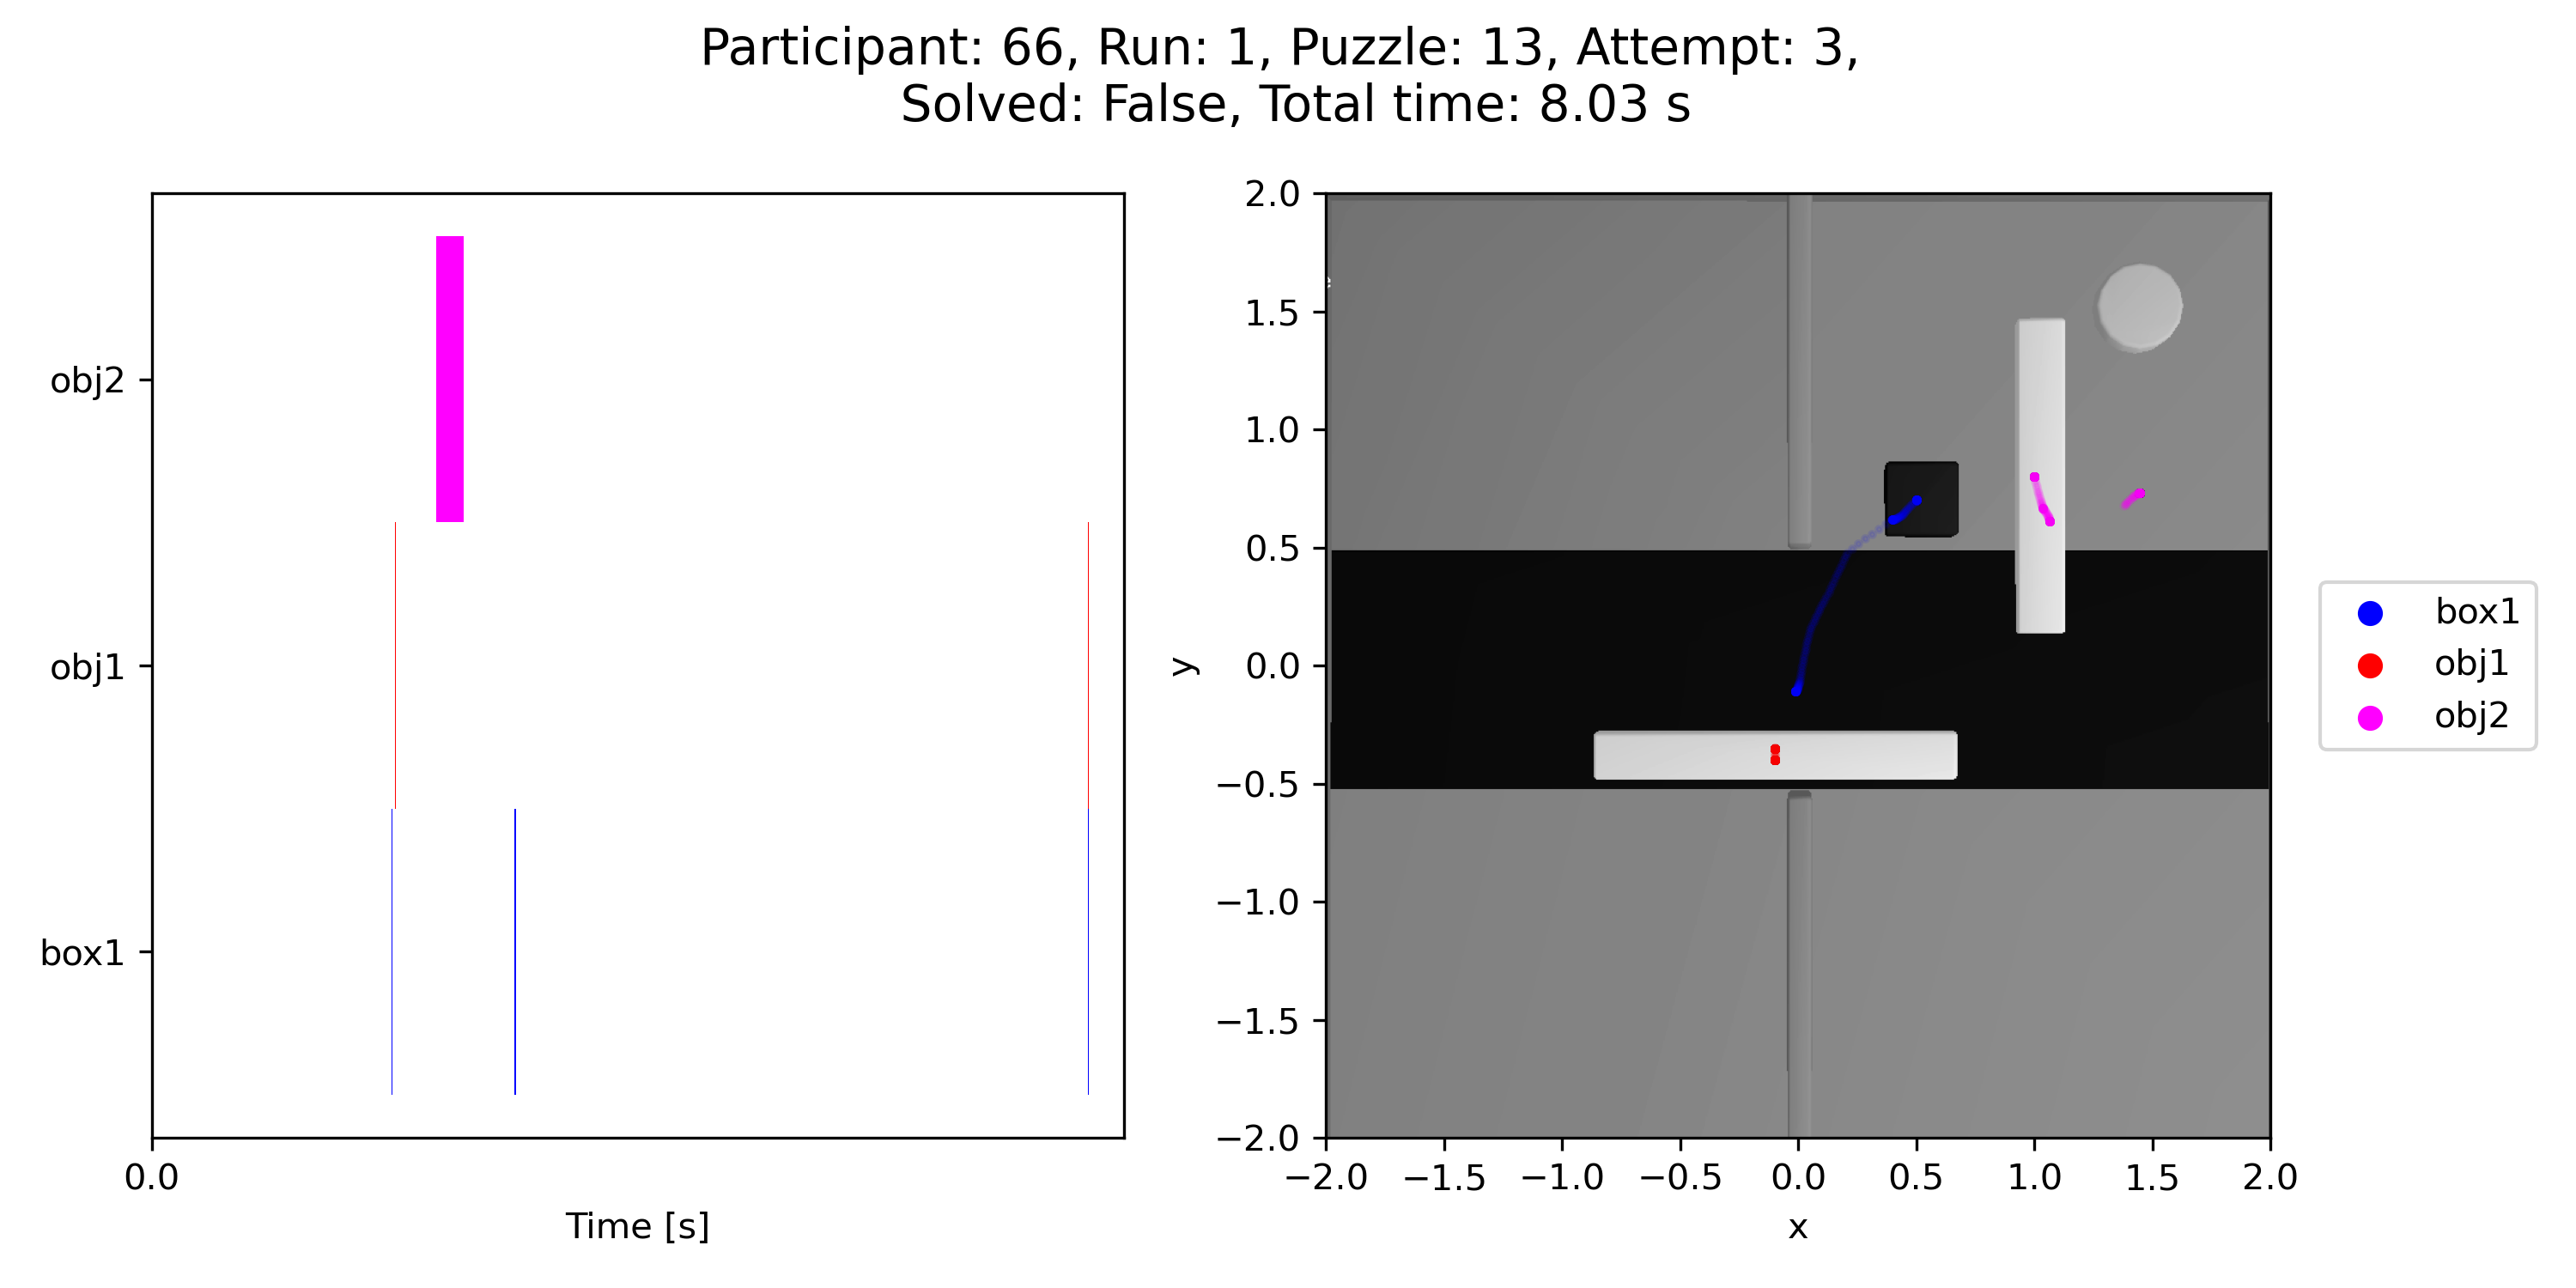 Participant: 66, Run: 1, Puzzle: 13, Attempt: 3,
Solved: False, Total time: 8.03 s
obj2
obj1
box1
0.0
Time [s]
2.0
1.5
1.0
0.5
0.0
−0.5
−1.0
−1.5
−2.0
y
−2.0 −1.5 −1.0 −0.5 0.0 0.5 1.0 1.5 2.0
x
box1
obj1
obj2